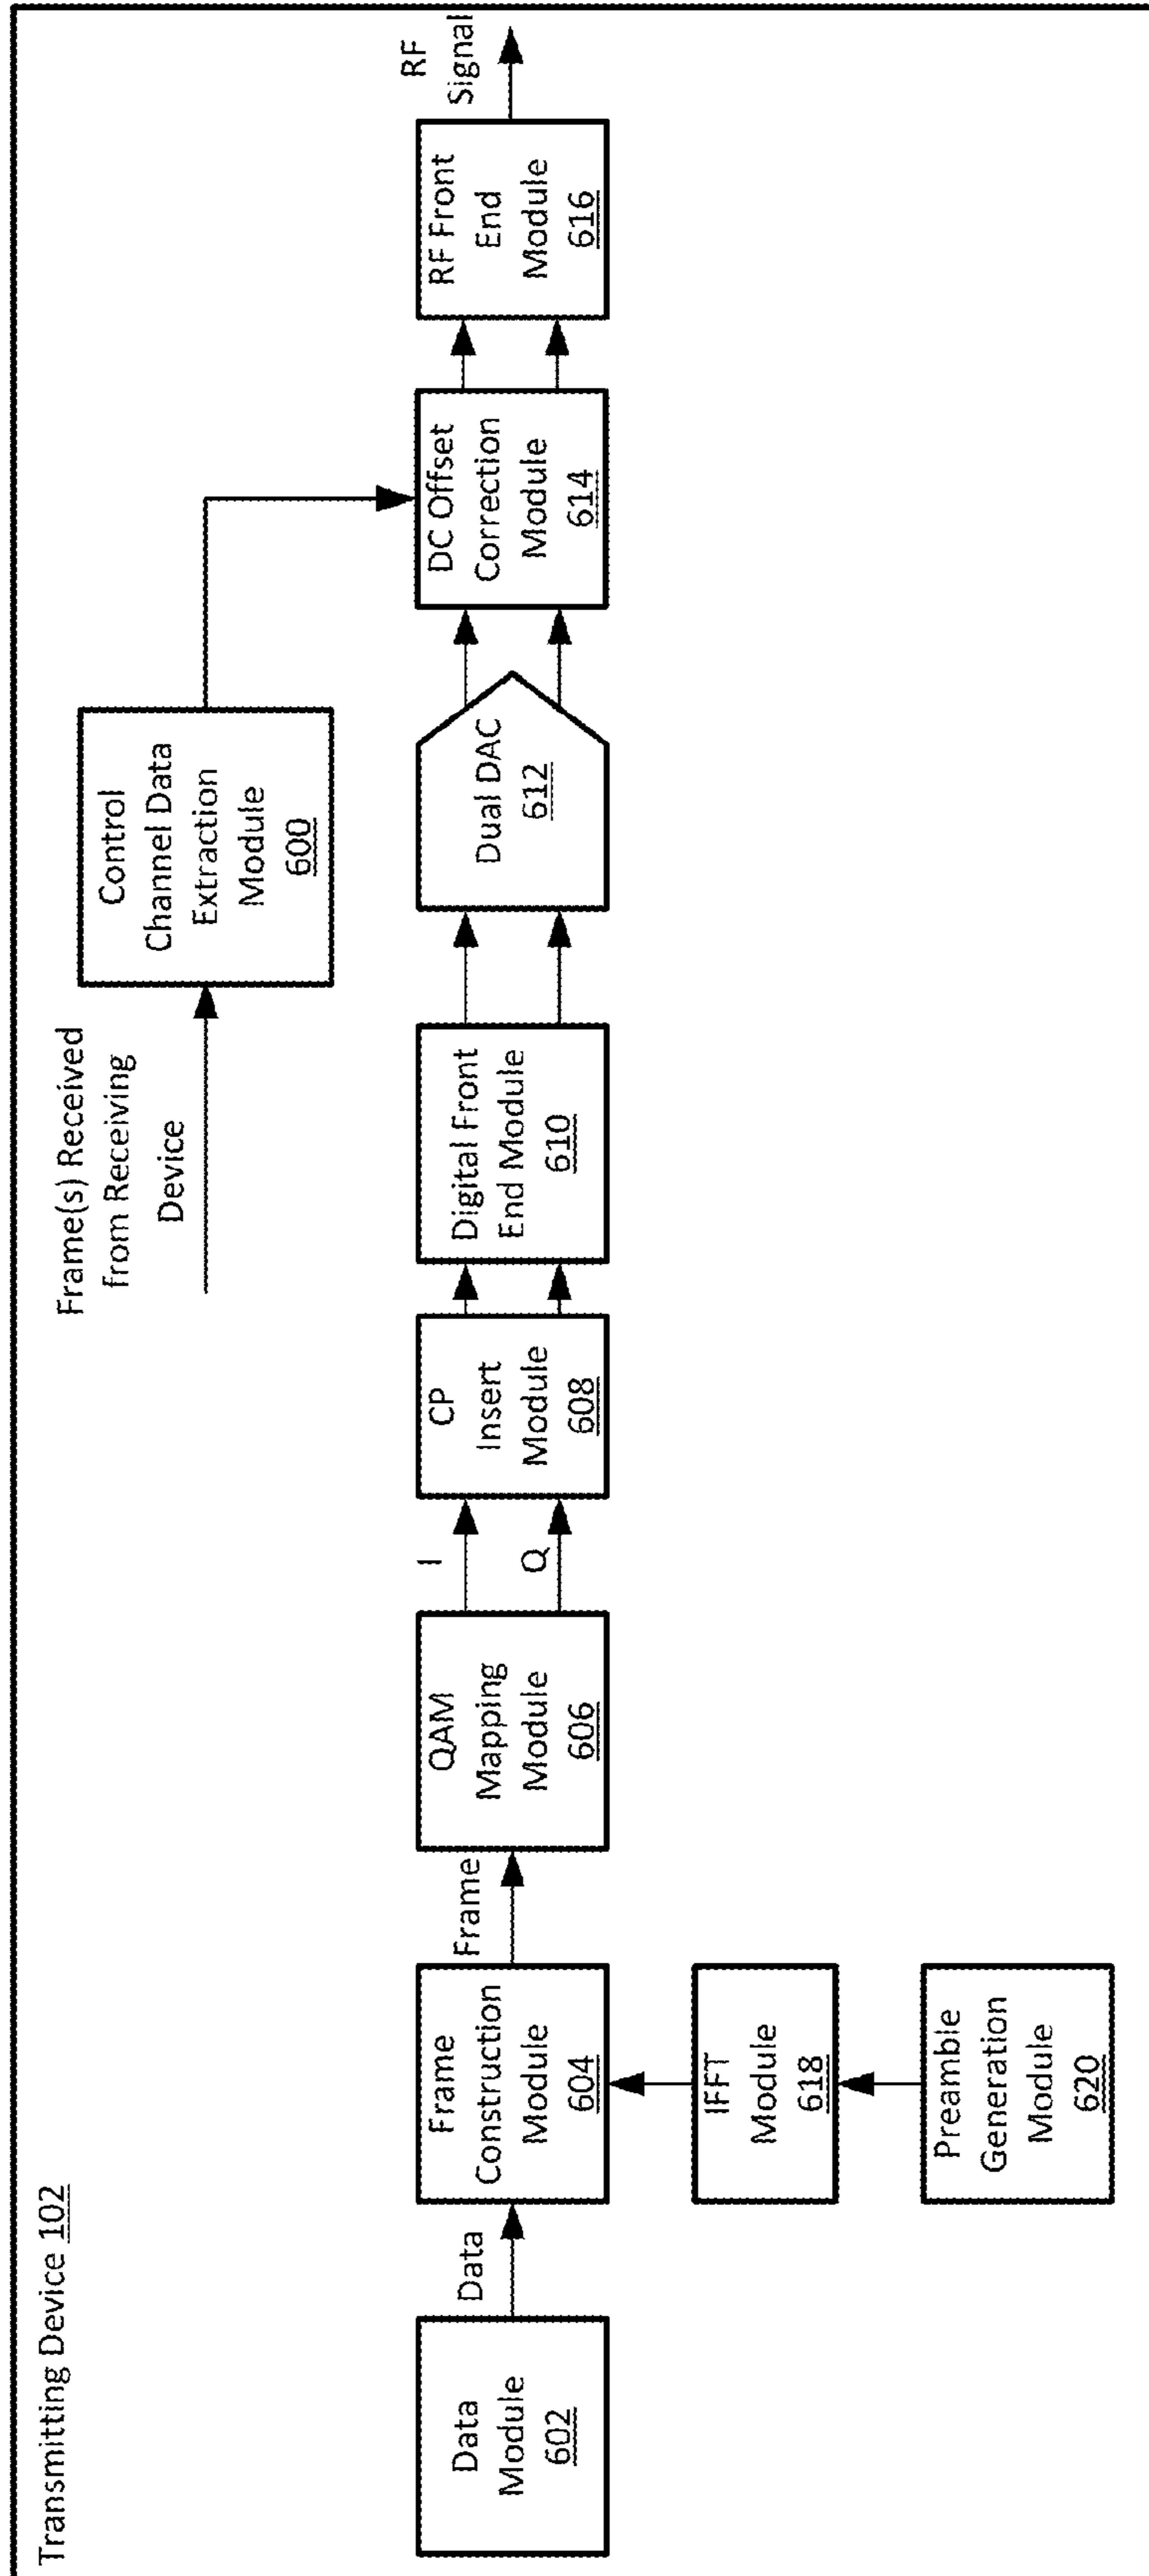 Transmitting Device 102
Frame(s) Received
from Receiving
Device
Control
Channel Data
Extraction
Module
600
Data
Module
602
Data
Frame
Construction
Module
604
Frame
QAM
Mapping
Module
606
I
Q
CP
Insert
Module
608
Digital Front
End Module
610
Dual DAC
612
DC Offset
Correction
Module
614
RF Front
End
Module
616
RF
Signal
IFFT
Module
618
Preamble
Generation
Module
620